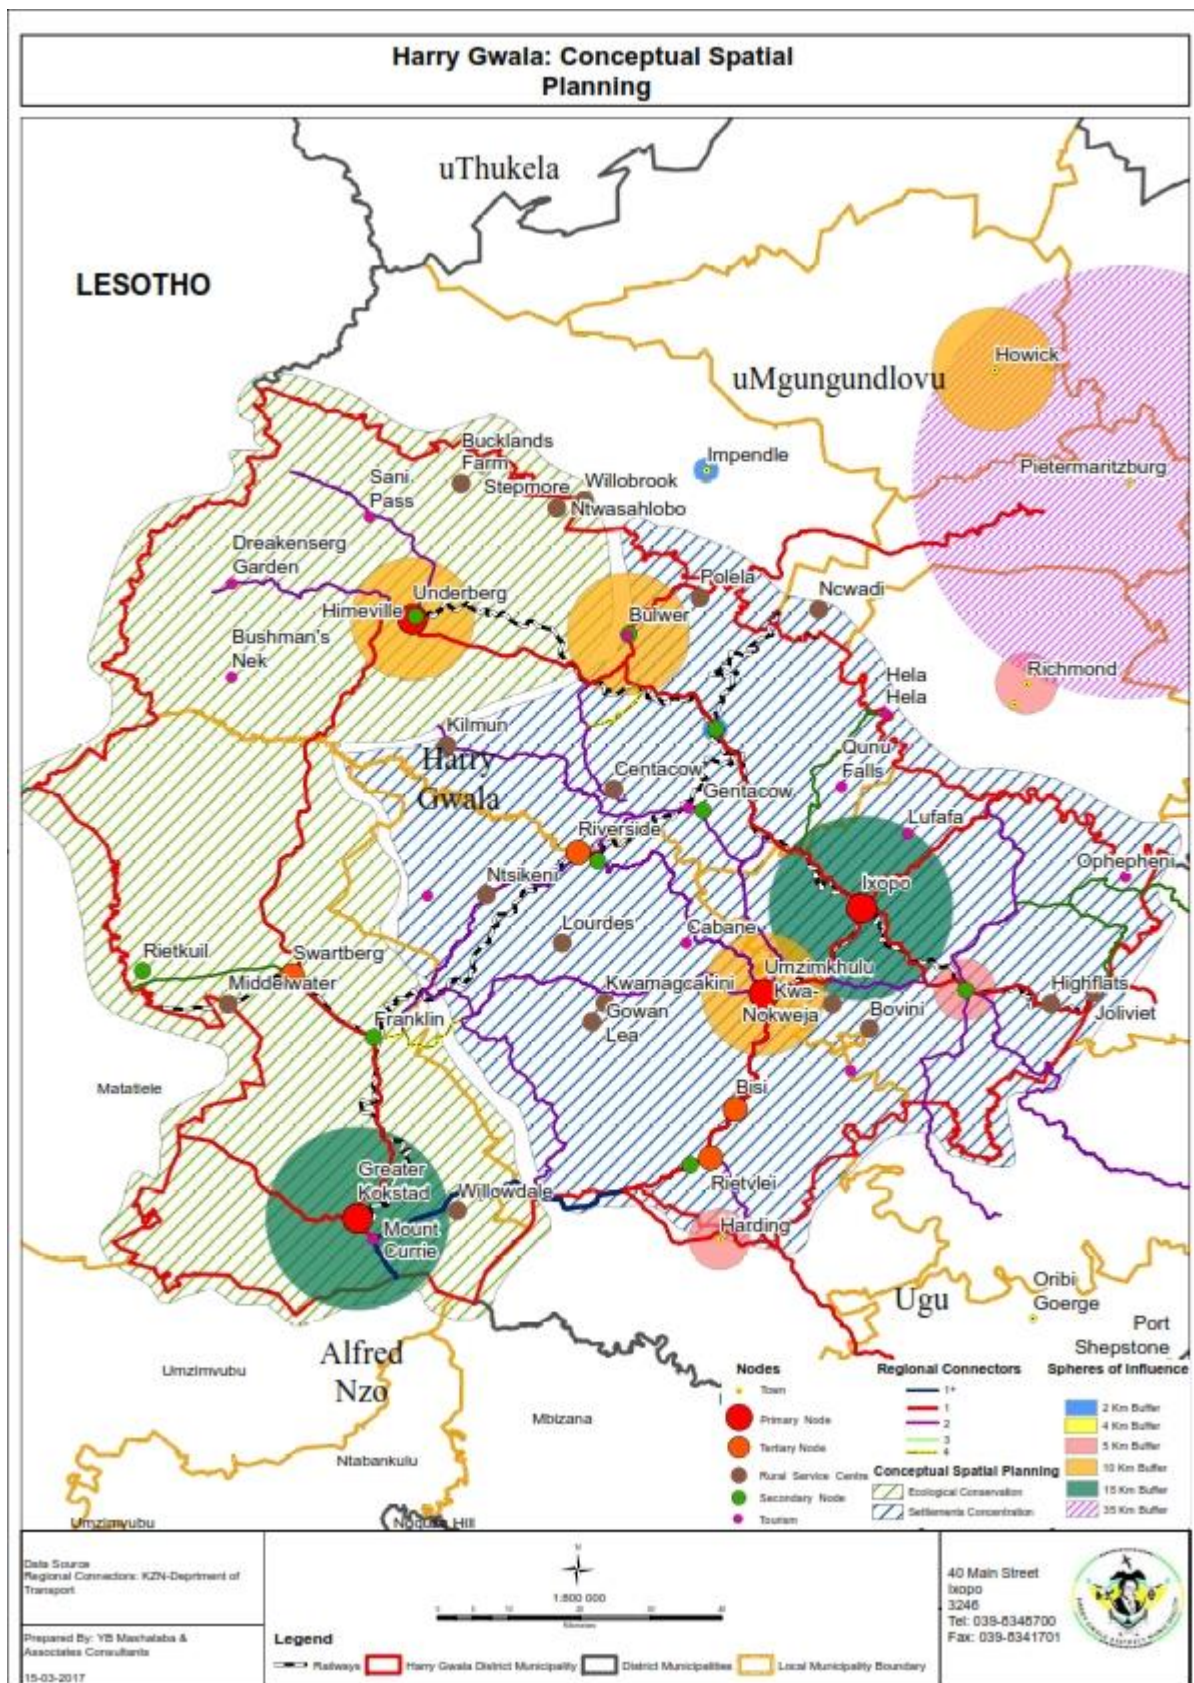 Harry Gwala: Conceptual Spatial
Planning
uThukela
LESOTHO
uMgungundlovu
Howick
Pietermaritzburg
Impendle
Bucklands
Farm
Stepmore
Willobrook
Ntwasahlobo
Sani
Pass
Dreakenserg
Garden
Underberg
Himeville
Bulwer
Polela
Ncwadi
Bushman's
Nek
Richmond
Hela
Hela
Kilmun
Harry
Gwala
Centacow
Gentacow
Qunu
Falls
Lufafa
Riverside
Ophepheni
Ixopo
Ntsikeni
Lourdes
Cabane
Rietkuil
Swartberg
Middelwater
Umzimkhulu
Kwamagcakini
Kwa-
Nokweja
Gowan
Lea
Bovini
Highflats
Joliviet
Franklin
Matatiele
Bisi
Rietvlei
Greater
Kokstad
Willowdale
Mount
Currie
Harding
Ugu
Oribi
Goerge
Port
Shepstone
Alfred
Nzo
Umzimvubu
Mbizana
Ntabankulu
Umzimvubu
Nodes
Town
Primary Node
Tertiary Node
Rural Service Centre
Secondary Node
Tourism
Regional Connectors
1+
1
2
3
4
Conceptual Spatial Planning
Ecological Conservation
Settlements Concentration
Spheres of Influence
2 Km Buffer
4 Km Buffer
5 Km Buffer
10 Km Buffer
15 Km Buffer
35 Km Buffer
Data Source
Regional Connectors: KZN-Deprtment of
Transport
Prepared By: YB Mashalaba &
Associates Consultants
15-03-2017
N
1:800 000
Kilometers
Legend
Railways
Harry Gwala District Municipality
District Municipalities
Local Municipality Boundary
40 Main Street
Ixopo
3246
Tel: 039-8348700
Fax: 039-8341701